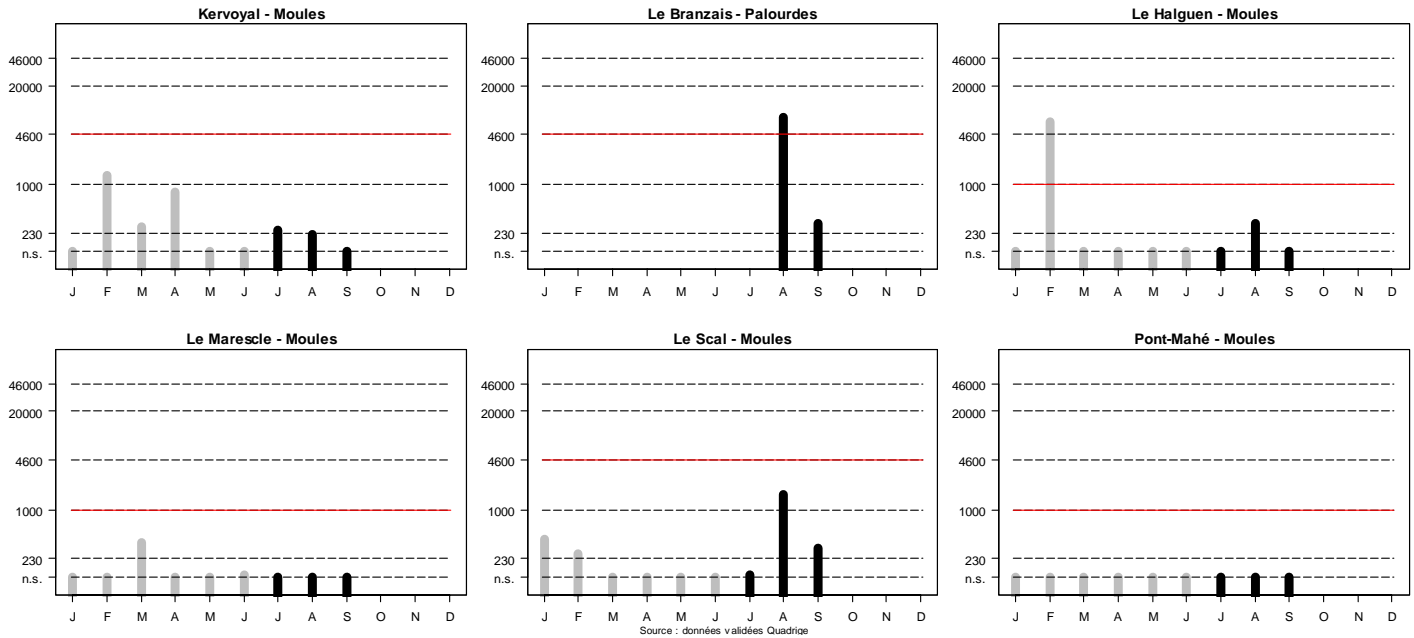 Kervoyal - Moules
46000
20000
4600
1000
230
n.s.
J F M A M J J A S O N D
Le Branzais - Palourdes
46000
20000
4600
1000
230
n.s.
J F M A M J J A S O N D
Le Halguen - Moules
46000
20000
4600
1000
230
n.s.
J F M A M J J A S O N D
Le Marescle - Moules
46000
20000
4600
1000
230
n.s.
J F M A M J J A S O N D
Le Scal - Moules
46000
20000
4600
1000
230
n.s.
J F M A M J J A S O N D
Pont-Mahé - Moules
46000
20000
4600
1000
230
n.s.
J F M A M J J A S O N D
Source : données validées Quadrige